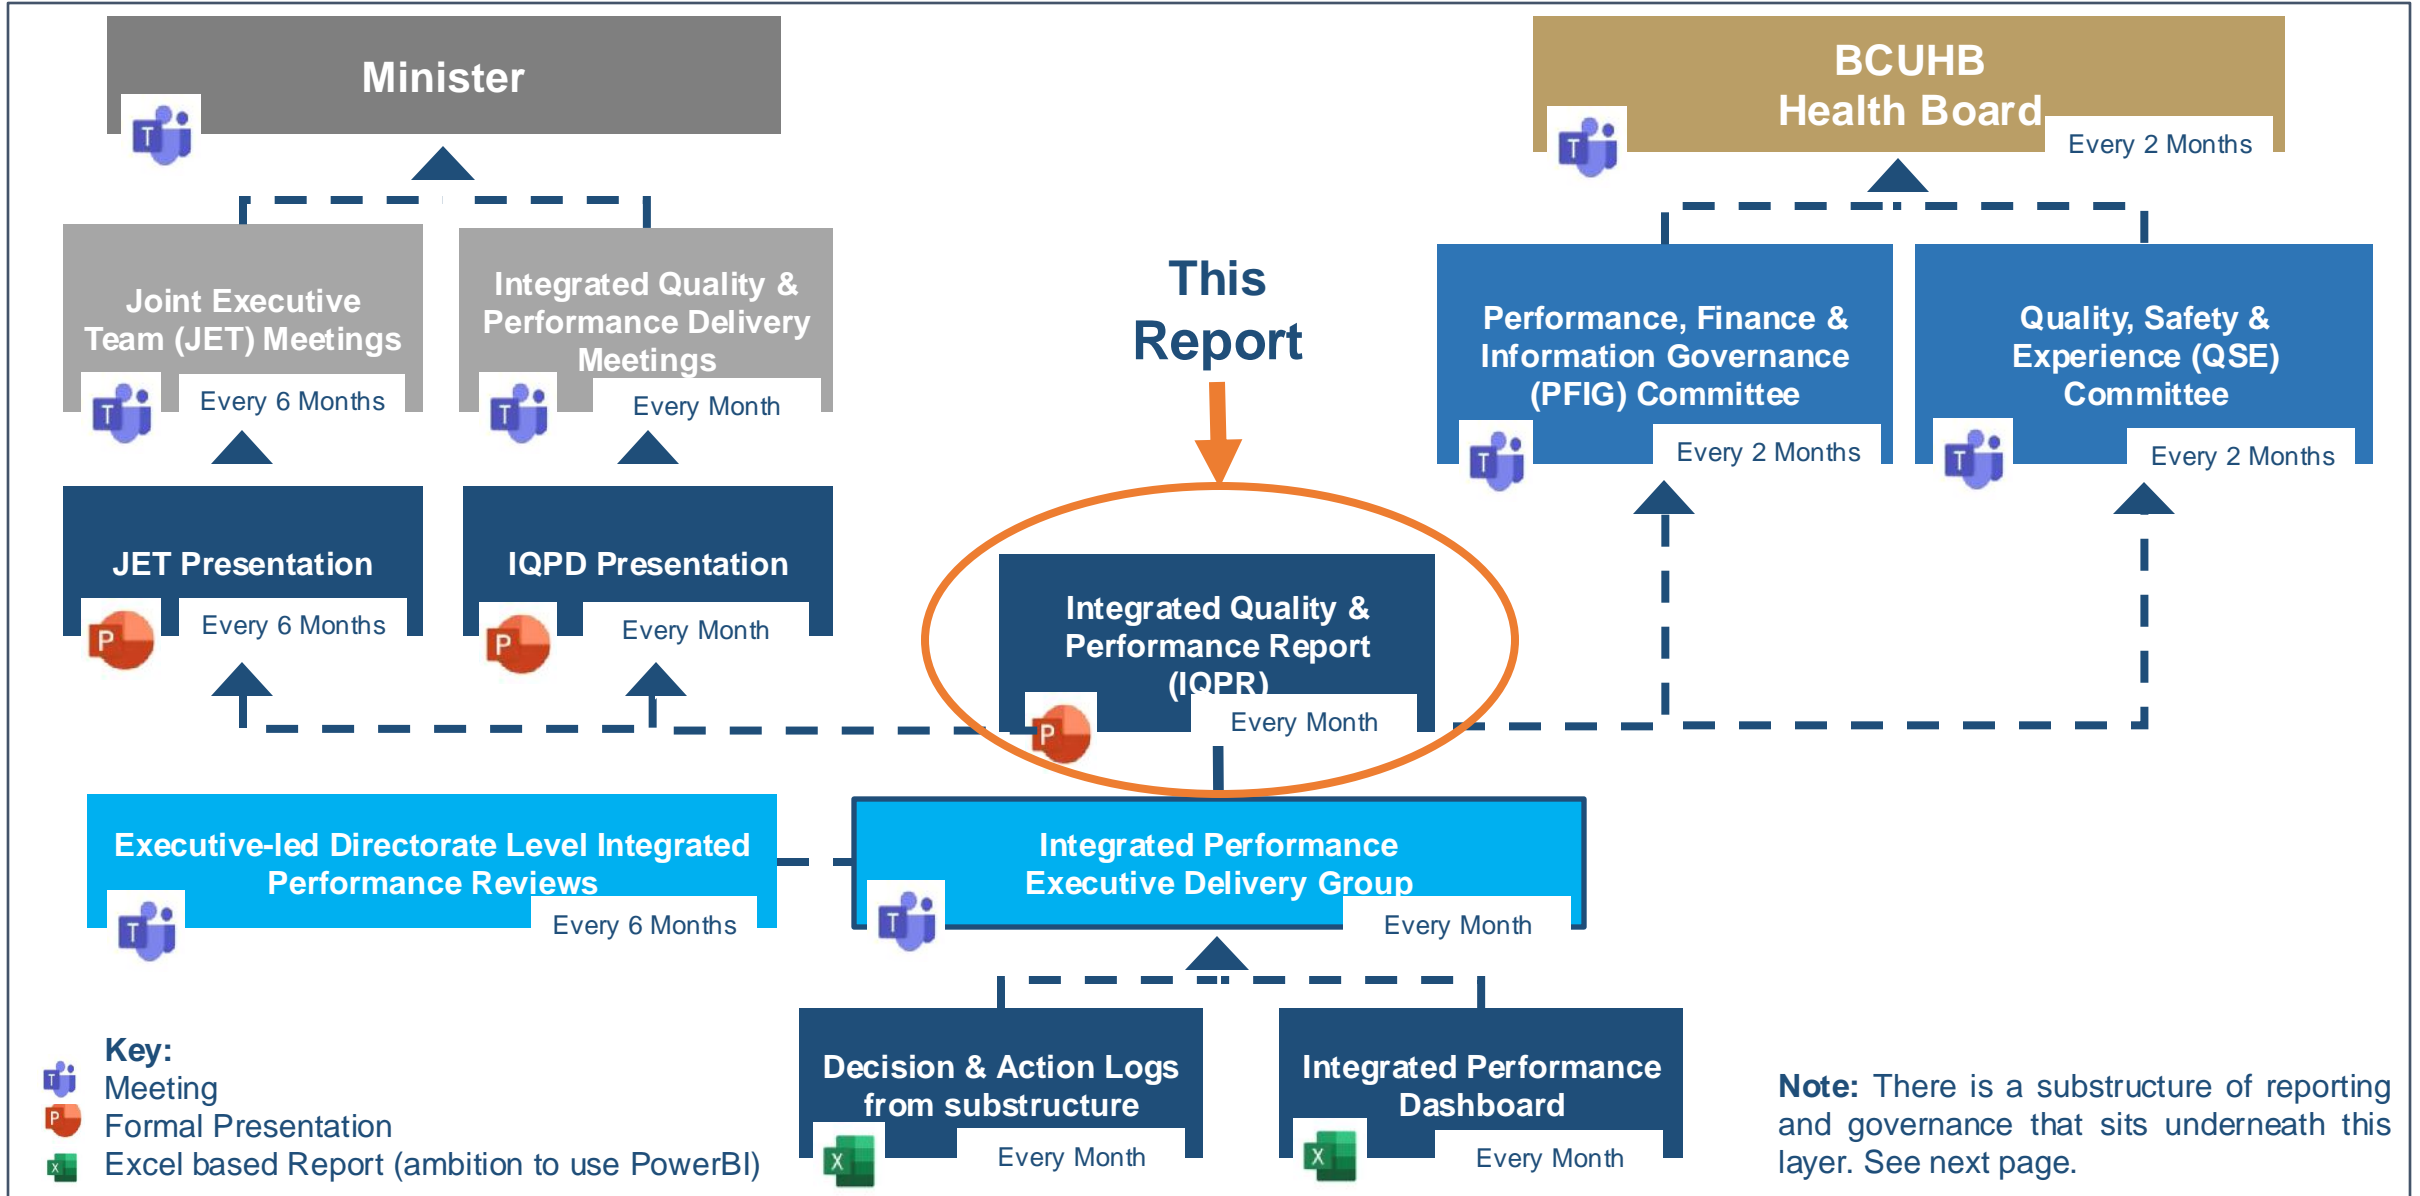 Minister
BCUHB
Health Board
Every 2 Months
Joint Executive
Team (JET) Meetings
Every 6 Months
Integrated Quality &
Performance Delivery
Meetings
Every Month
This
Report
Performance, Finance &
Information Governance
(PFIG) Committee
Every 2 Months
Quality, Safety &
Experience (QSE)
Committee
Every 2 Months
JET Presentation
Every 6 Months
IQPD Presentation
Every Month
Integrated Quality &
Performance Report
(IQPR)
Every Month
Executive-led Directorate Level Integrated
Performance Reviews
Every 6 Months
Integrated Performance
Executive Delivery Group
Every Month
Decision & Action Logs
from substructure
Every Month
Integrated Performance
Dashboard
Every Month
Key:
Meeting
Formal Presentation
Excel based Report (ambition to use PowerBI)
Note: There is a substructure of reporting
and governance that sits underneath this
layer. See next page.